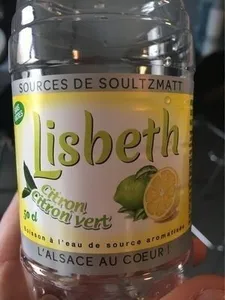 SOURCES DE SOULTZMATT
Lisbeth
Citron
Citron vert
50 cl
Boisson à l'eau de source aromatisée
L'ALSACE AU COEUR !